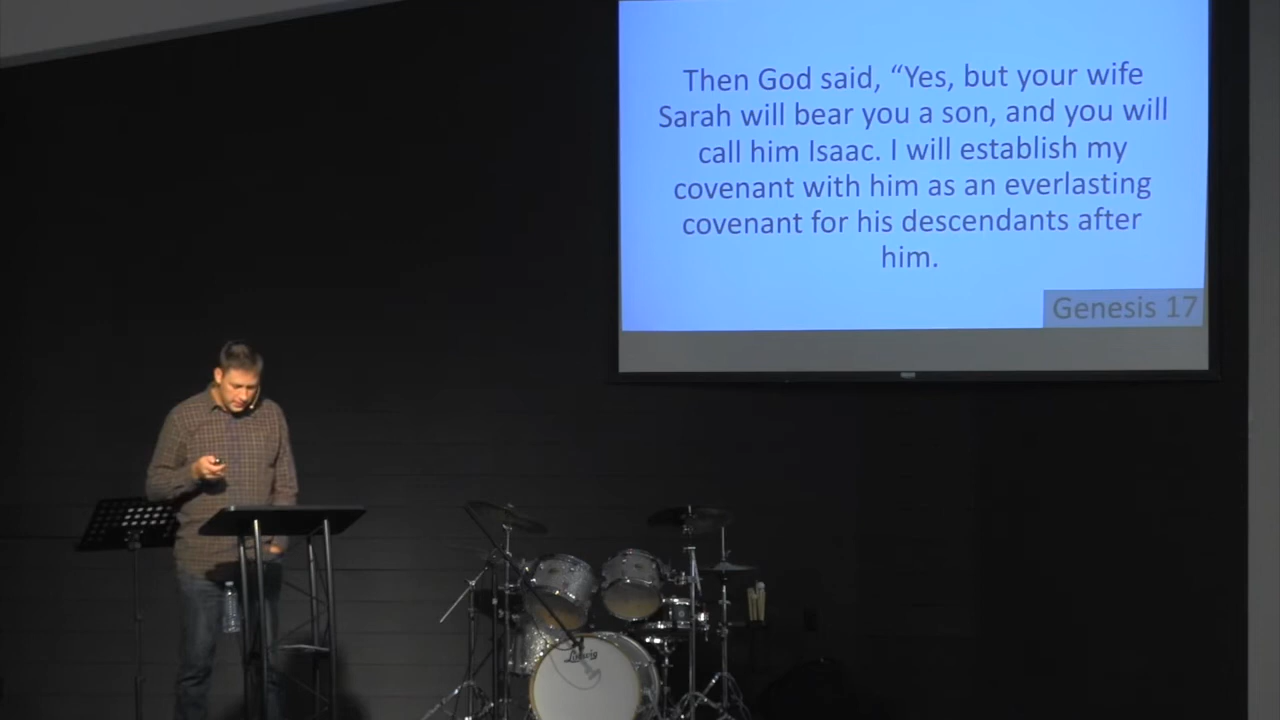 Then God said, “Yes, but your wife
Sarah will bear you a son, and you will
call him Isaac. I will establish my
covenant with him as an everlasting
covenant for his descendants after
him.
Genesis 17
Ludwig